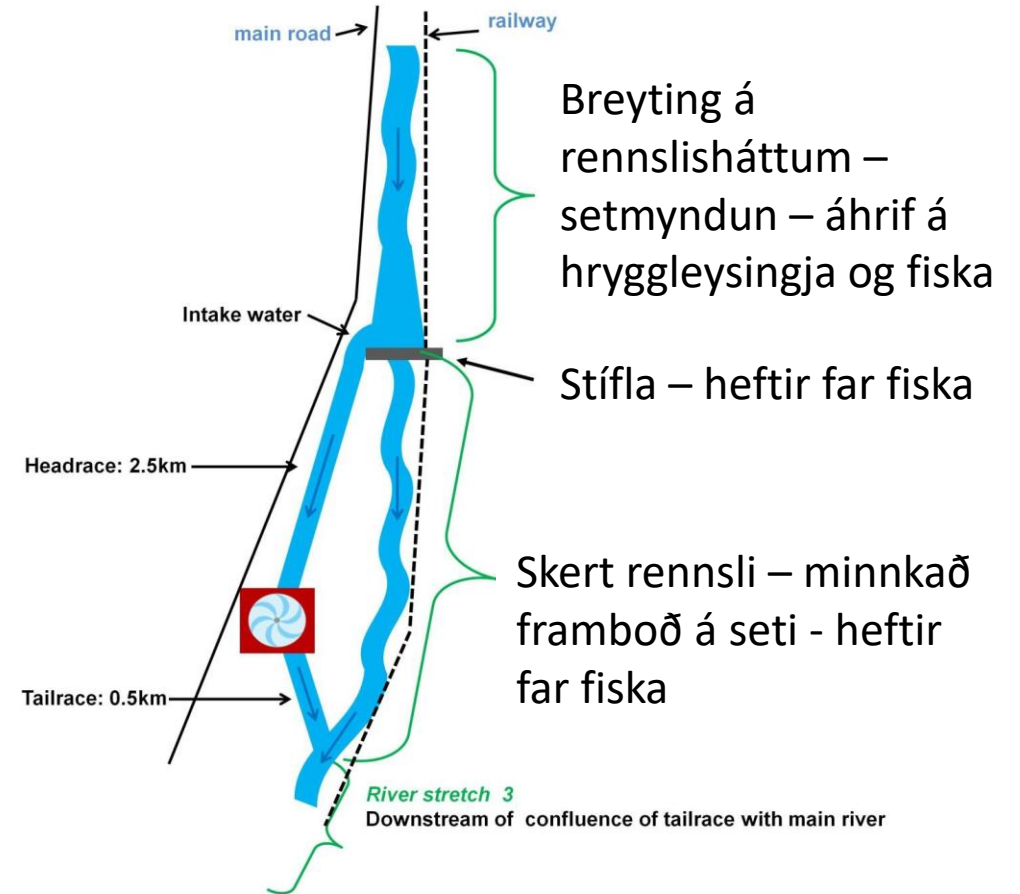 main road
railway
Breyting á
rennslisháttum –
setmyndun – áhrif á
hryggleysingja og fiska
Intake water
Stífla – heftir far fiska
Headrace: 2.5km
Skert rennsli – minnkað
framboð á seti - heftir
far fiska
Tailrace: 0.5km
River stretch 3
Downstream of confluence of tailrace with main river